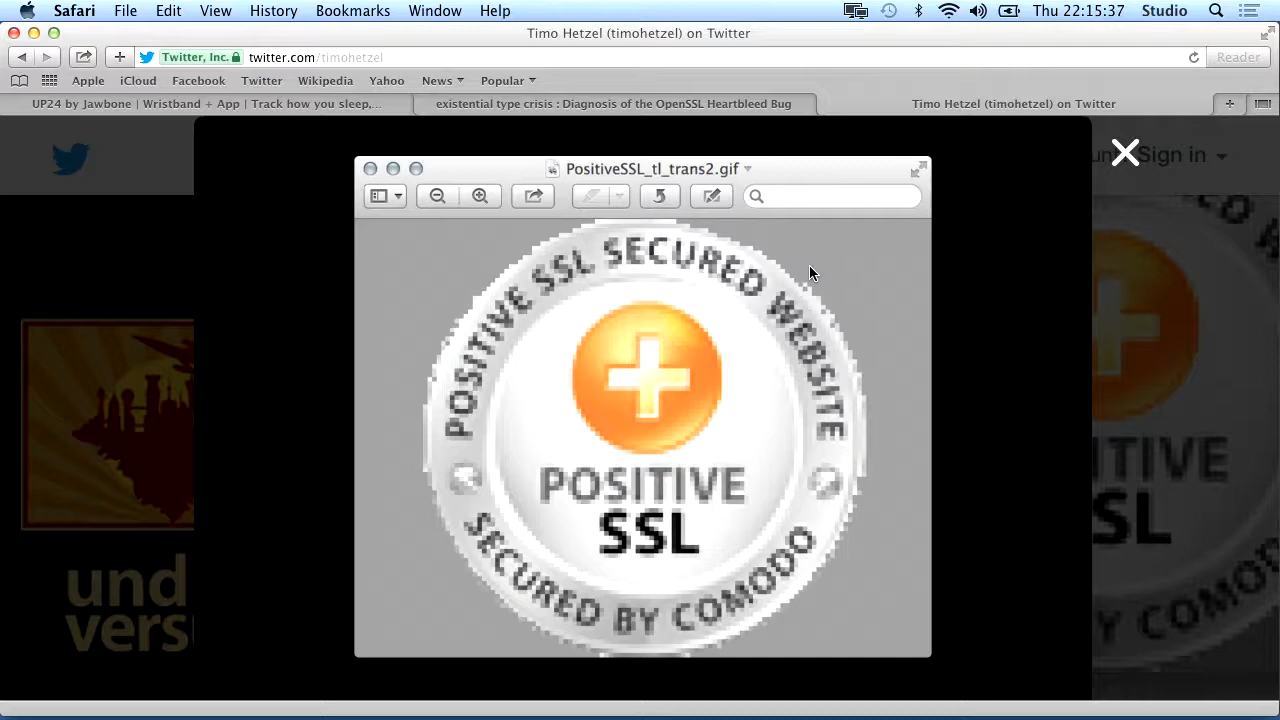 Safari File Edit View History Bookmarks Window Help Thu 22:15:37 Studio
Timo Hetzel (timohetzel) on Twitter
Twitter, Inc. twitter.com/timohetzel Reader
Apple iCloud Facebook Twitter Wikipedia Yahoo News Popular
UP24 by Jawbone | Wristband + App | Track how you sleep,... existential type crisis : Diagnosis of the OpenSSL Heartbleed Bug Timo Hetzel (timohetzel) on Twitter
Sign in
PositiveSSL_tl_trans2.gif
POSITIVE SSL SECURED WEBSITE
POSITIVE
SSL
SECURED BY COMODO
und